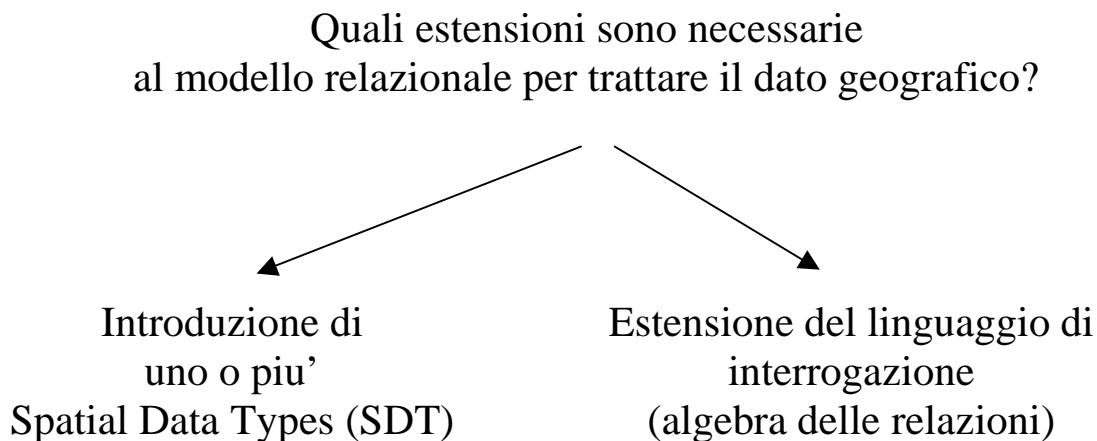 Quali estensioni sono necessarie
al modello relazionale per trattare il dato geografico?
Introduzione di
uno o piu’
Spatial Data Types (SDT)
Estensione del linguaggio di
interrogazione
(algebra delle relazioni)